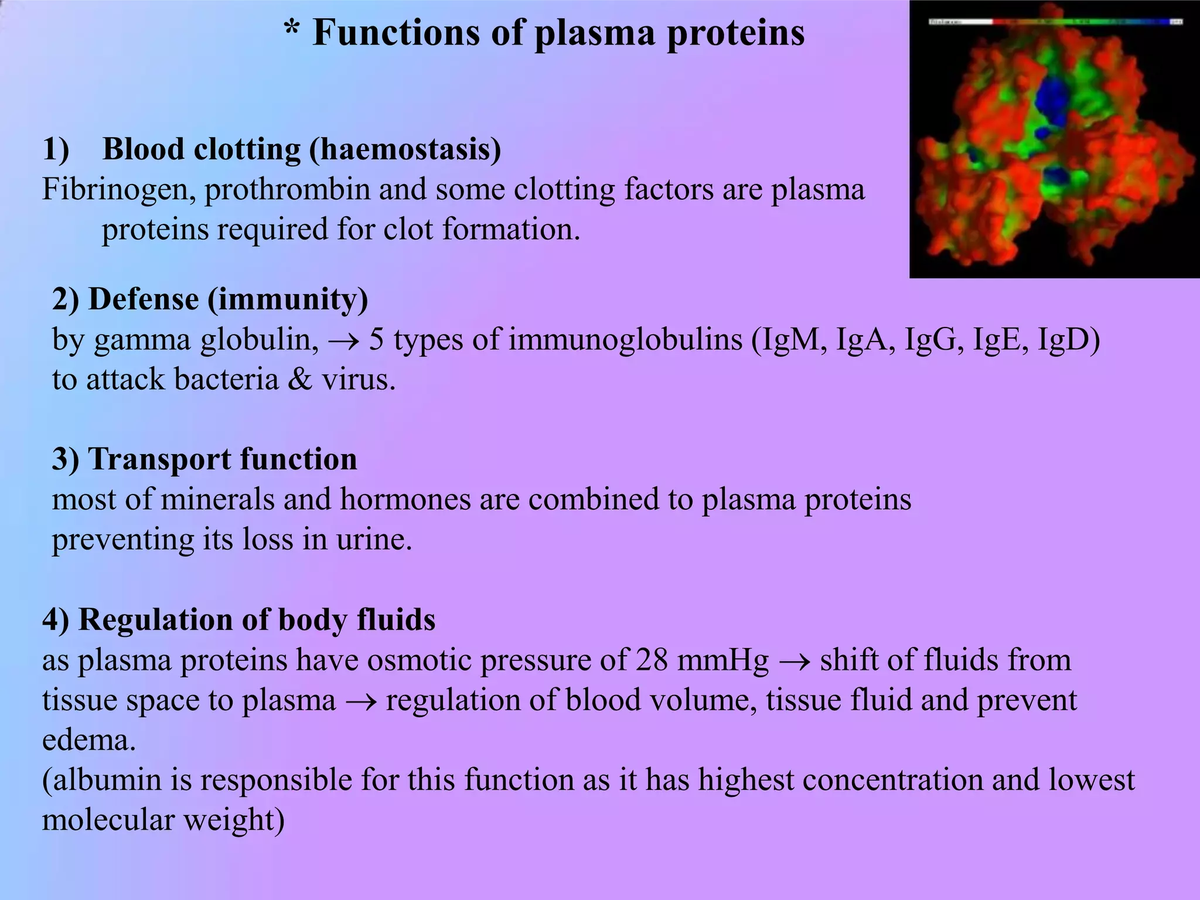 * Functions of plasma proteins
1) Blood clotting (haemostasis)
Fibrinogen, prothrombin and some clotting factors are plasma
proteins required for clot formation.
2) Defense (immunity)
by gamma globulin, → 5 types of immunoglobulins (IgM, IgA, IgG, IgE, IgD)
to attack bacteria & virus.
3) Transport function
most of minerals and hormones are combined to plasma proteins
preventing its loss in urine.
4) Regulation of body fluids
as plasma proteins have osmotic pressure of 28 mmHg → shift of fluids from
tissue space to plasma → regulation of blood volume, tissue fluid and prevent
edema.
(albumin is responsible for this function as it has highest concentration and lowest
molecular weight)